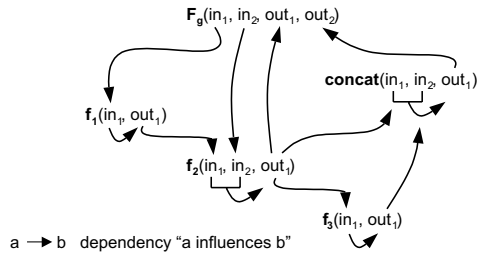 F_g(in_1, in_2, out_1, out_2)
concat(in_1, in_2, out_1)
f_1(in_1, out_1)
f_2(in_1, in_2, out_1)
f_3(in_1, out_1)
a → b dependency "a influences b"